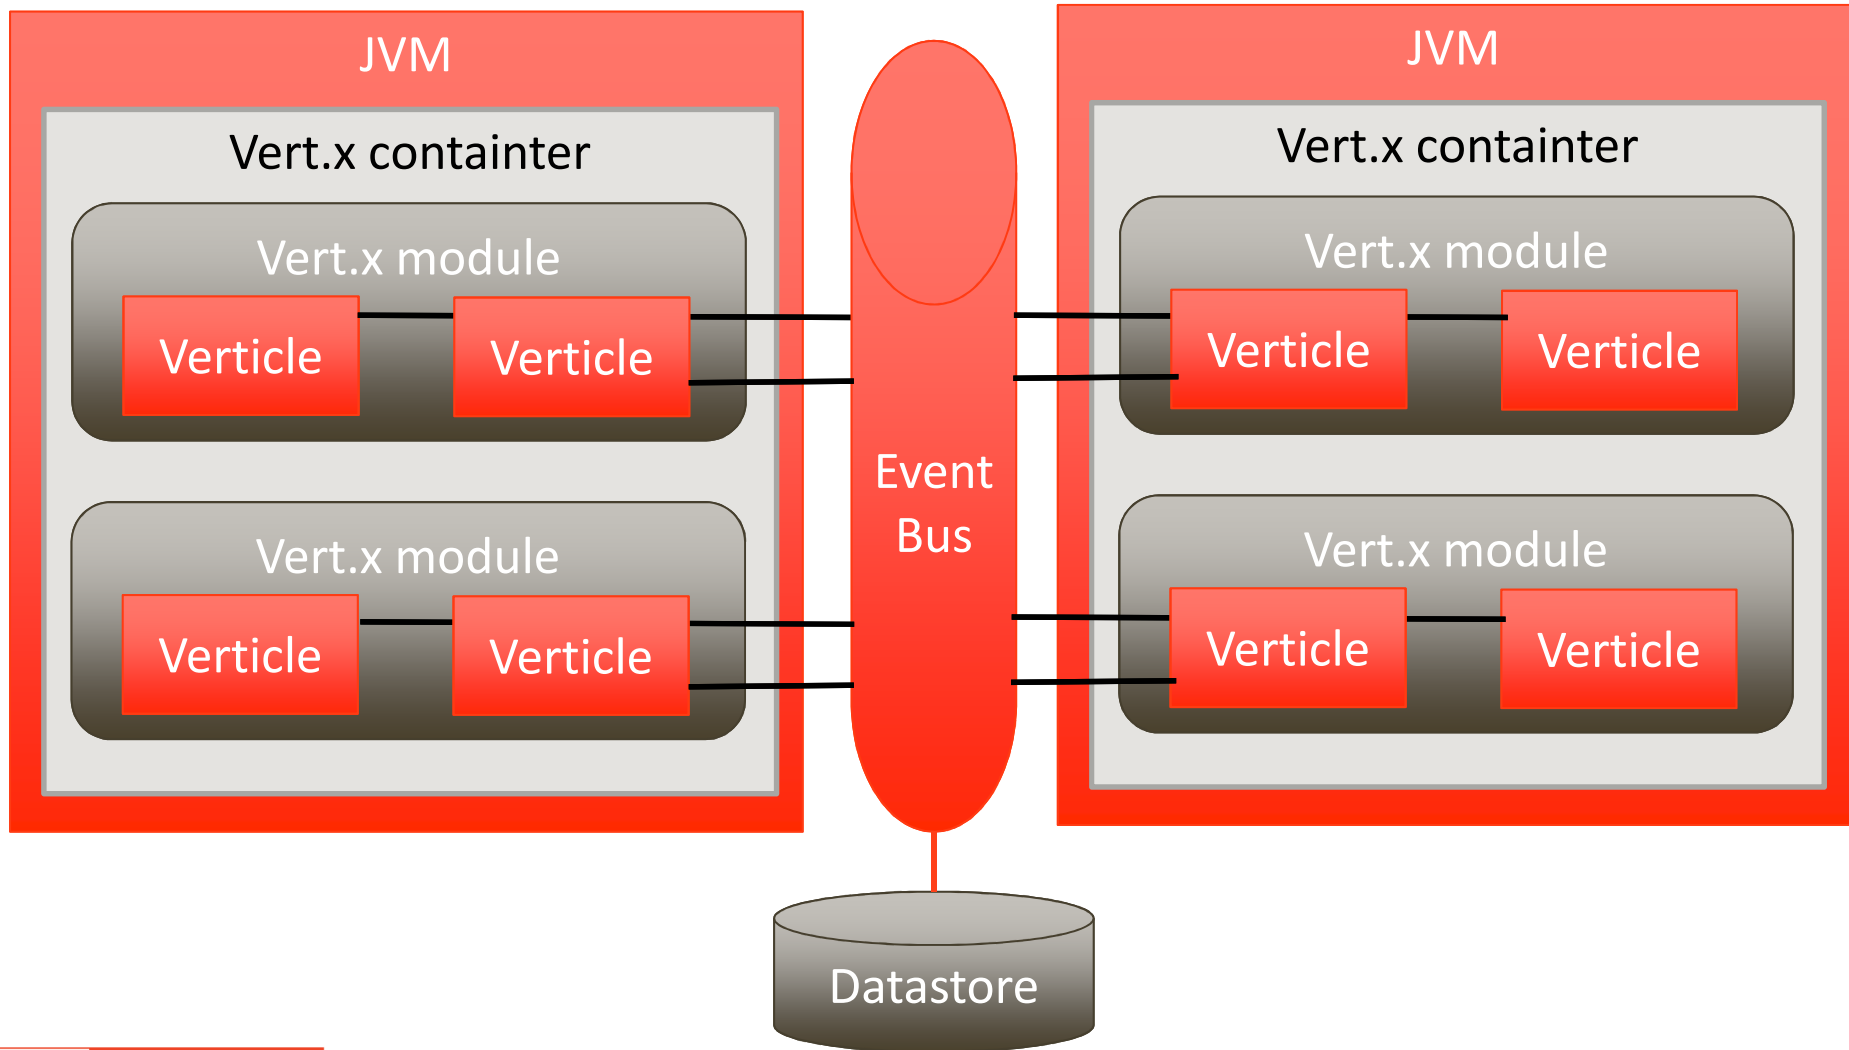 JVM
Vert.x containter
Vert.x module
Verticle
Verticle
Vert.x module
Verticle
Verticle
Event
Bus
JVM
Vert.x containter
Vert.x module
Verticle
Verticle
Vert.x module
Verticle
Verticle
Datastore